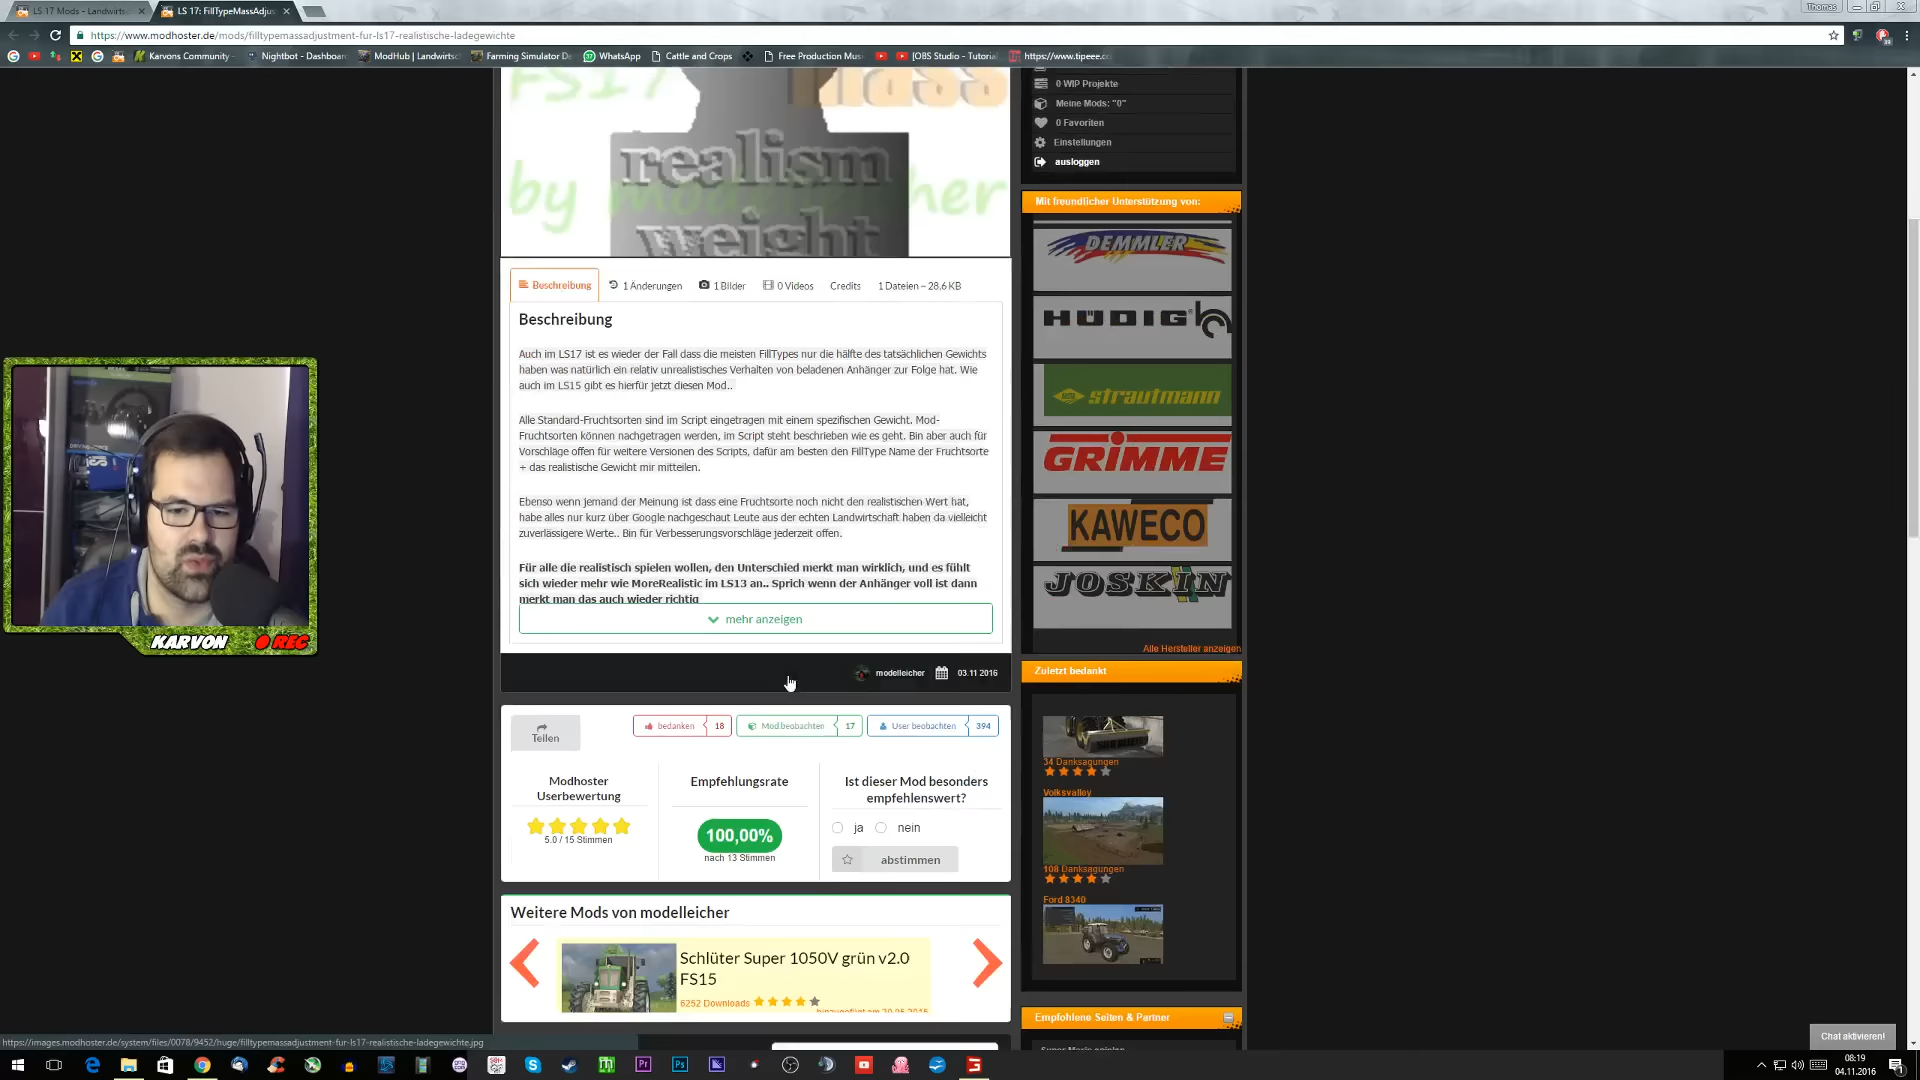 LS 17 Mods - Landwirtsc
LS 17: FillTypeMassAdjus
Thomas
https://www.modhoster.de/mods/filltypemassadjustment-fur-ls17-realistische-ladegewichte
Karvons Community -
Nightbot - Dashboard
ModHub | Landwirtsc
Farming Simulator De
WhatsApp
Cattle and Crops
Free Production Mus
[OBS Studio - Tutorial
https://www.tipeee.co
FS17 Mass
realism
by modelleicher
weight
0 WIP Projekte
Meine Mods: "0"
0 Favoriten
Einstellungen
ausloggen
Mit freundlicher Unterstützung von:
DEMMLER
HÜDIG
strautmann
GRIMME
KAWECO
JOSKIN
Alle Hersteller anzeigen
Beschreibung
1 Änderungen
1 Bilder
0 Videos
Credits
1 Dateien – 28,6 KB
Beschreibung
Auch im LS17 ist es wieder der Fall dass die meisten FillTypes nur die hälfte des tatsächlichen Gewichts
haben was natürlich ein relativ unrealistisches Verhalten von beladenen Anhänger zur Folge hat. Wie
auch im LS15 gibt es hierfür jetzt diesen Mod..
Alle Standard-Fruchtsorten sind im Script eingetragen mit einem spezifischen Gewicht. Mod-
Fruchtsorten können nachgetragen werden, im Script steht beschrieben wie es geht. Bin aber auch für
Vorschläge offen für weitere Versionen des Scripts, dafür am besten den FillType Name der Fruchtsorte
+ das realistische Gewicht mir mitteilen.
Ebenso wenn jemand der Meinung ist dass eine Fruchtsorte noch nicht den realistischen Wert hat,
habe alles nur kurz über Google nachgeschaut Leute aus der echten Landwirtschaft haben da vielleicht
zuverlässigere Werte.. Bin für Verbesserungsvorschläge jederzeit offen.
Für alle die realistisch spielen wollen, den Unterschied merkt man wirklich, und es fühlt
sich wieder mehr wie MoreRealistic im LS13 an.. Sprich wenn der Anhänger voll ist dann
merkt man das auch wieder richtig
mehr anzeigen
modelleicher
03.11 2016
KARVON
REC
Teilen
bedanken
18
Mod beobachten
17
User beobachten
394
Modhoster
Userbewertung
5.0 / 15 Stimmen
Empfehlungsrate
100,00%
nach 13 Stimmen
Ist dieser Mod besonders
empfehlenswert?
ja
nein
abstimmen
Weitere Mods von modelleicher
Schlüter Super 1050V grün v2.0
FS15
6252 Downloads
Zuletzt bedankt
34 Danksagungen
Volksvalley
108 Danksagungen
Ford 8340
Empfohlene Seiten & Partner
Chat aktivieren!
https://images.modhoster.de/system/files/0078/9452/huge/filltypemassadjustment-fur-ls17-realistische-ladegewichte.jpg
08:19
04.11.2016